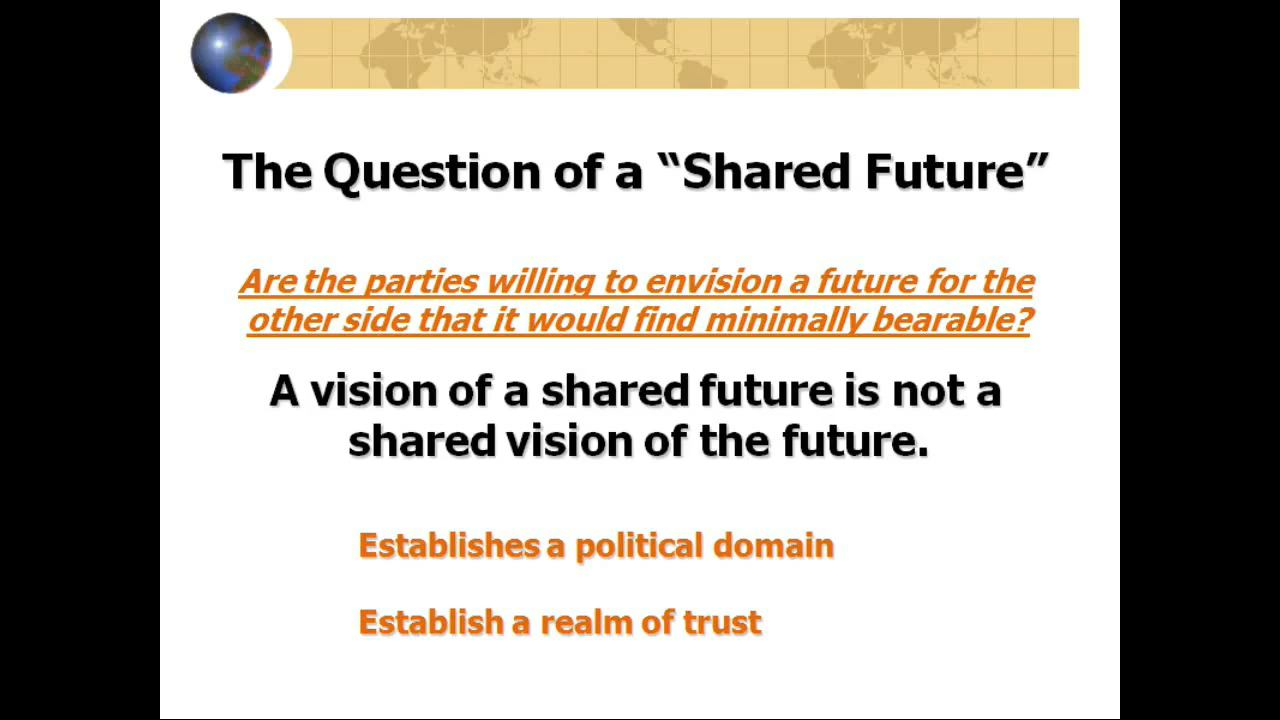 The Question of a “Shared Future”
Are the parties willing to envision a future for the
other side that it would find minimally bearable?
A vision of a shared future is not a
shared vision of the future.
Establishes a political domain
Establish a realm of trust